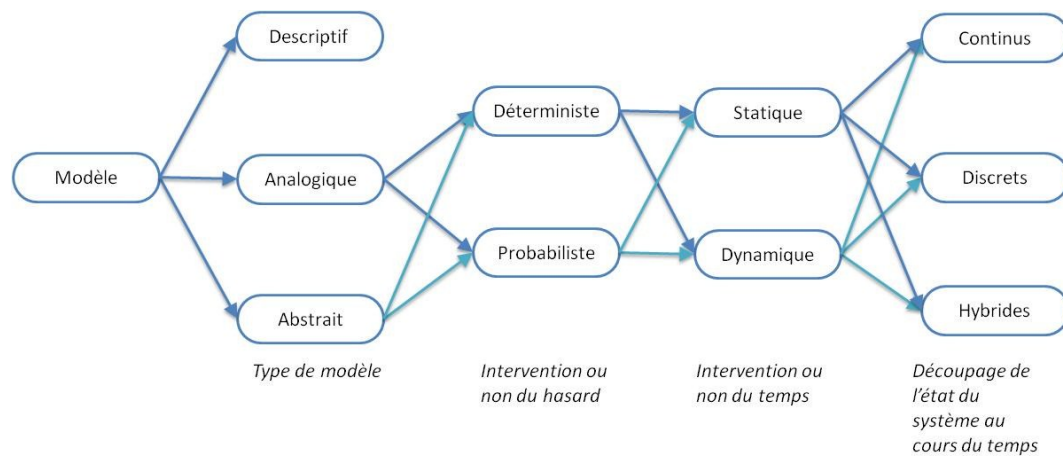 Descriptif
Continus
Déterministe
Statique
Modèle
Analogique
Discrets
Probabiliste
Dynamique
Abstrait
Hybrides
Type de modèle
Intervention ou
non du hasard
Intervention ou
non du temps
Découpage de
l'état du
système au
cours du temps